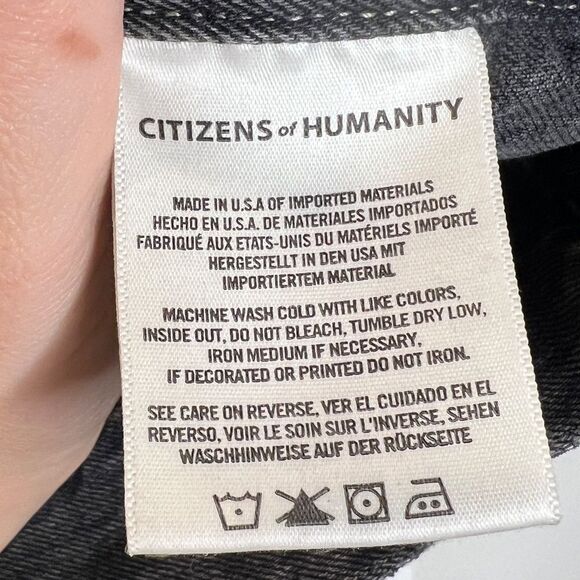 CITIZENS of HUMANITY
MADE IN U.S.A OF IMPORTED MATERIALS
HECHO EN U.S.A. DE MATERIALES IMPORTADOS
FABRIQUÉ AUX ETATS-UNIS DU MATÉRIELS IMPORTÉ
HERGESTELLT IN DEN USA MIT
IMPORTIERTEM MATERIAL
MACHINE WASH COLD WITH LIKE COLORS,
INSIDE OUT, DO NOT BLEACH, TUMBLE DRY LOW,
IRON MEDIUM IF NECESSARY,
IF DECORATED OR PRINTED DO NOT IRON.
SEE CARE ON REVERSE, VER EL CUIDADO EN EL
REVERSO, VOIR LE SOIN SUR L'INVERSE, SEHEN
WASCHHINWEISE AUF DER RÜCKSEITE